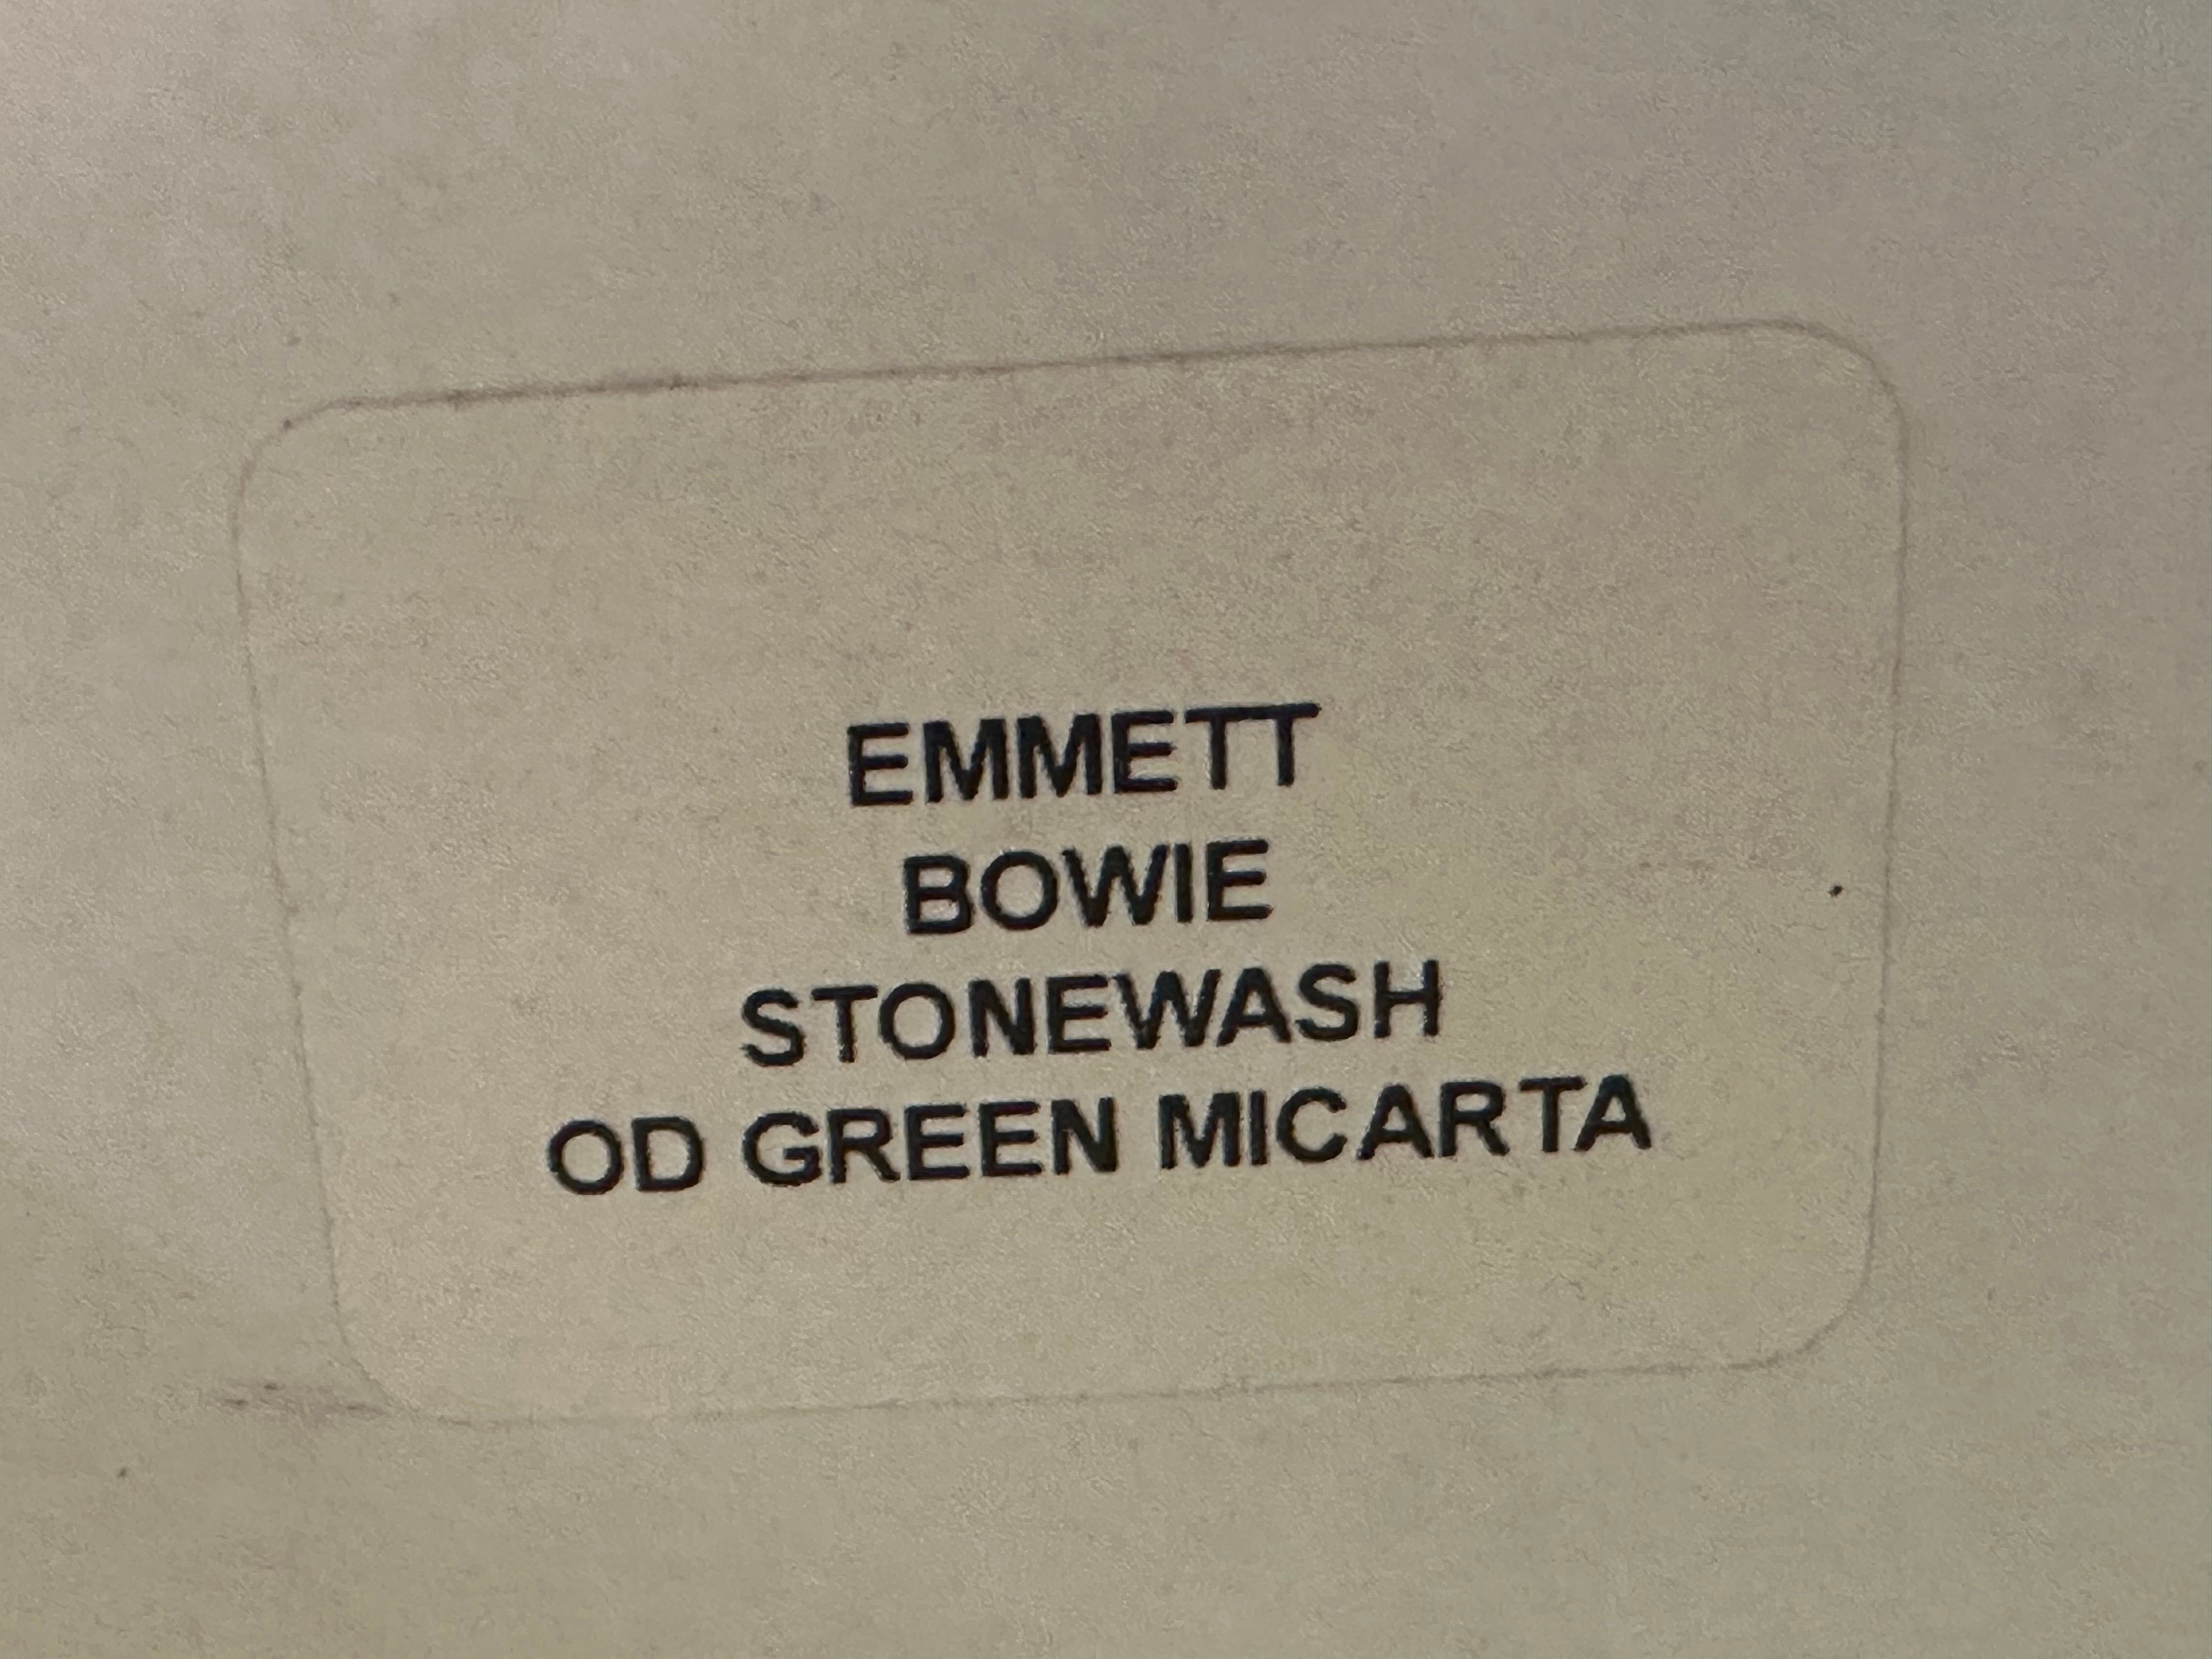 EMMETT
BOWIE
STONEWASH
OD GREEN MICARTA